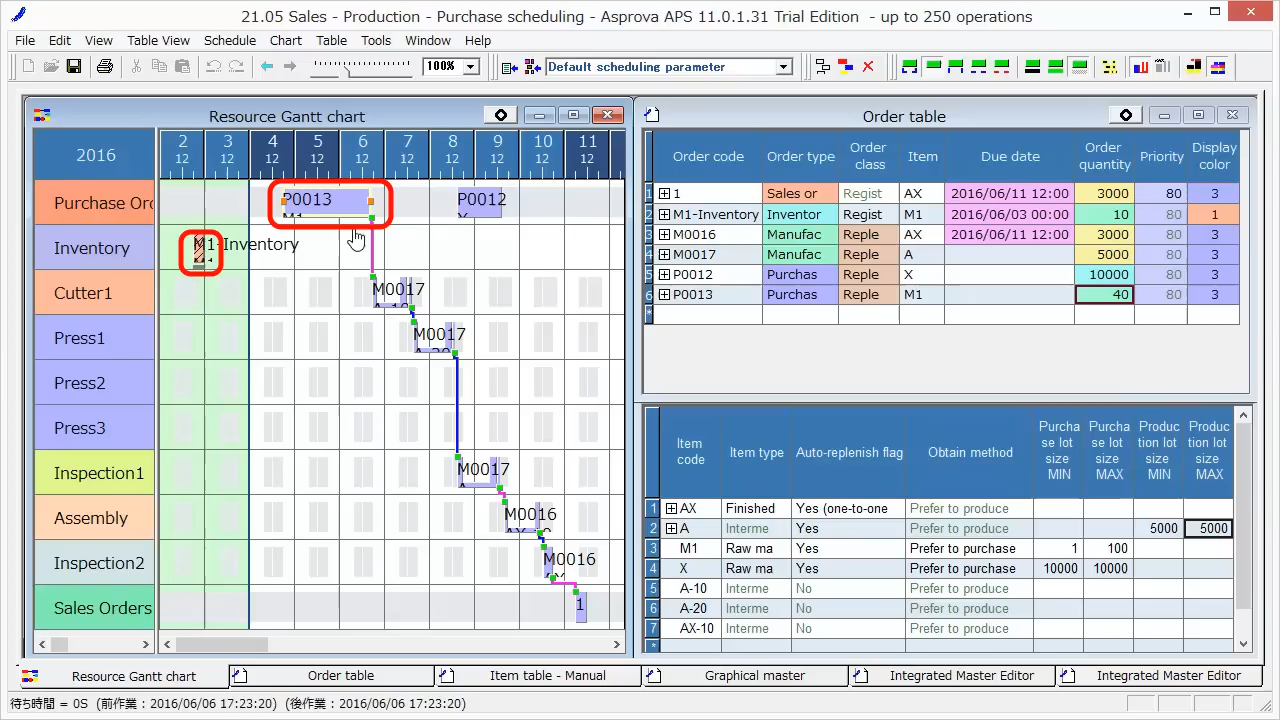 21.05 Sales - Production - Purchase scheduling - Asprova APS 11.0.1.31 Trial Edition - up to 250 operations
File Edit View Table View Schedule Chart Table Tools Window Help
100% Default scheduling parameter
Resource Gantt chart
2016 2 3 4 5 6 7 8 9 10 11
12 12 12 12 12 12 12 12 12 12
Purchase Orc P0013 P0012
M1 X
Inventory M1-Inventory
Cutter1 M0017
Press1 M0017
Press2
Press3
Inspection1 M0017
Assembly M0016
Inspection2 M0016
Sales Orders 1
Order table
Order code Order type Order class Item Due date Order quantity Priority Display color
1 1 Sales or Regist AX 2016/06/11 12:00 3000 80 3
2 M1-Inventory Inventor Regist M1 2016/06/03 00:00 10 80 1
3 M0016 Manufac Reple AX 2016/06/11 12:00 3000 80 3
4 M0017 Manufac Reple A 5000 80 3
5 P0012 Purchas Reple X 10000 80 3
6 P0013 Purchas Reple M1 40 80 3
*
Item code Item type Auto-replenish flag Obtain method Purcha se lot size MIN Purcha se lot size MAX Produc tion lot size MIN Produc tion lot size MAX
1 AX Finished Yes (one-to-one Prefer to produce
2 A Interme Yes Prefer to produce 5000 5000
3 M1 Raw ma Yes Prefer to purchase 1 100
4 X Raw ma Yes Prefer to purchase 10000 10000
5 A-10 Interme No Prefer to produce
6 A-20 Interme No Prefer to produce
7 AX-10 Interme No Prefer to produce
*
Resource Gantt chart Order table Item table - Manual Graphical master Integrated Master Editor Integrated Master Editor
待ち時間 = 0S (前作業 : 2016/06/06 17:23:20) (後作業 : 2016/06/06 17:23:20)